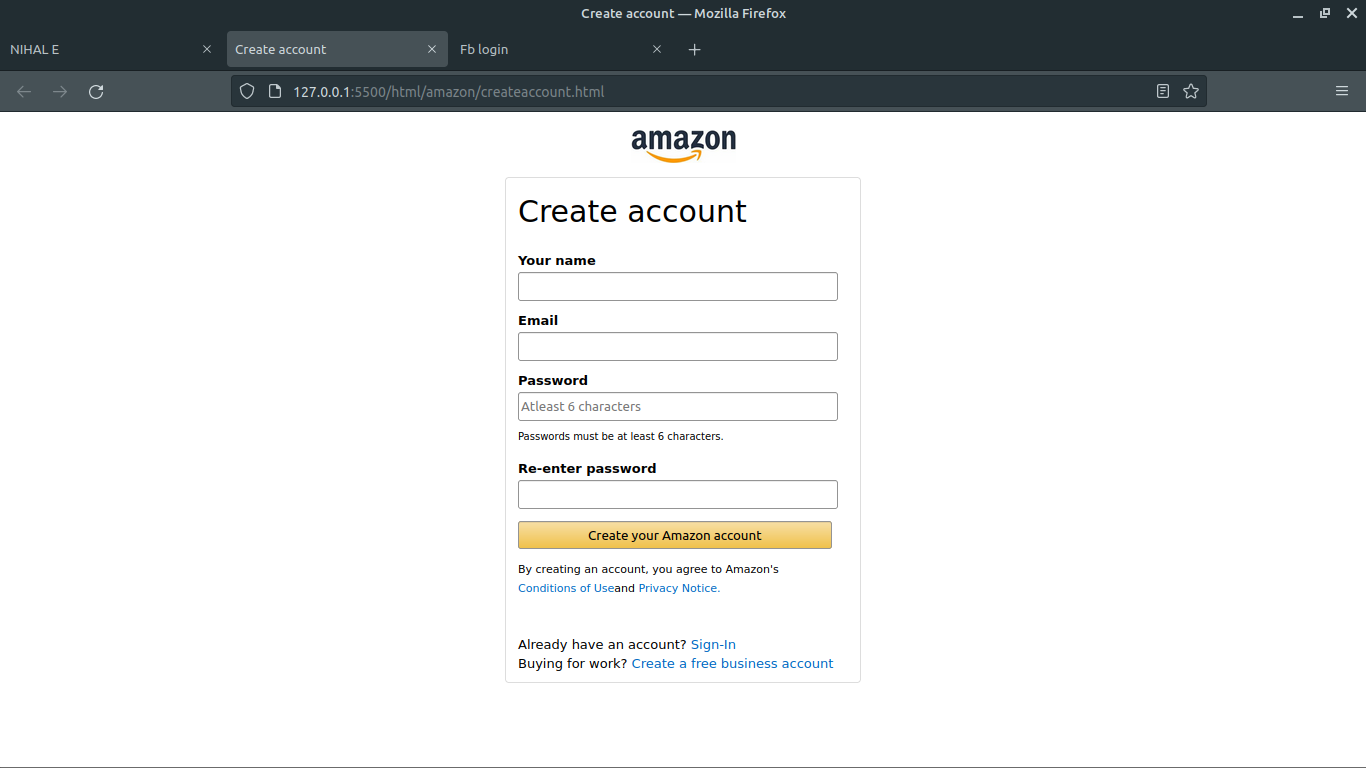 Create account — Mozilla Firefox
NIHAL E
Create account
Fb login
127.0.0.1:5500/html/amazon/createaccount.html
amazon
Create account
Your name
Email
Password
Atleast 6 characters
Passwords must be at least 6 characters.
Re-enter password
Create your Amazon account
By creating an account, you agree to Amazon's
Conditions of Useand Privacy Notice.
Already have an account? Sign-In
Buying for work? Create a free business account